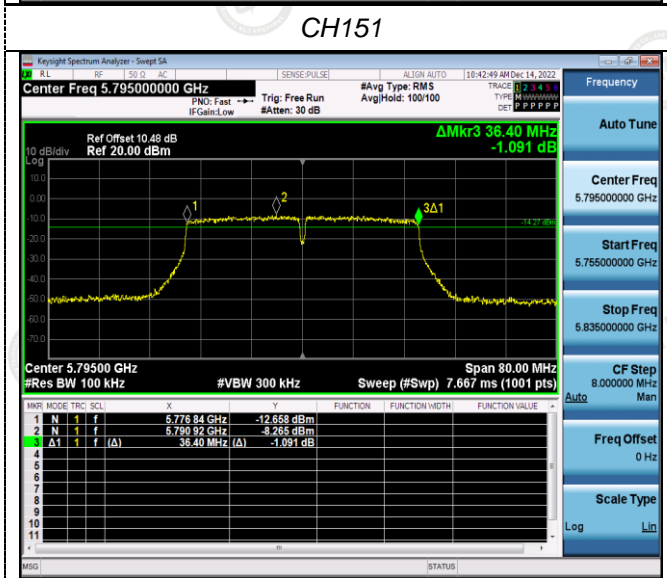 CH151
Keysight Spectrum Analyzer - Swept SA
RL RF 50 Ω AC SENSE:PULSE ALIGN AUTO 10:42:49 AM Dec 14, 2022
Center Freq 5.795000000 GHz #Avg Type: RMS TRACE 1 2 3 4 5 6
PNO: Fast Trig: Free Run Avg|Hold: 100/100 TYPE M WWWWW
IFGain:Low #Atten: 30 dB DET P P P P P P
Ref Offset 10.48 dB ΔMkr3 36.40 MHz
10 dB/div Ref 20.00 dBm -1.091 dB
Log
10.0
0.00
-10.0
-20.0
-30.0
-40.0
-50.0
-60.0
-70.0
1
2
3Δ1
-14.27 dBm
Center 5.79500 GHz Span 80.00 MHz
#Res BW 100 kHz #VBW 300 kHz Sweep (#Swp) 7.667 ms (1001 pts)
MKR MODE TRC SCL X Y FUNCTION FUNCTION WIDTH FUNCTION VALUE
1 N 1 f 5.776 84 GHz -12.658 dBm
2 N 1 f 5.790 92 GHz -8.265 dBm
3 Δ1 1 f (Δ) 36.40 MHz (Δ) -1.091 dB
4
5
6
7
8
9
10
11
MSG STATUS
Frequency
Auto Tune
Center Freq
5.795000000 GHz
Start Freq
5.755000000 GHz
Stop Freq
5.835000000 GHz
CF Step
8.000000 MHz
Auto Man
Freq Offset
0 Hz
Scale Type
Log Lin